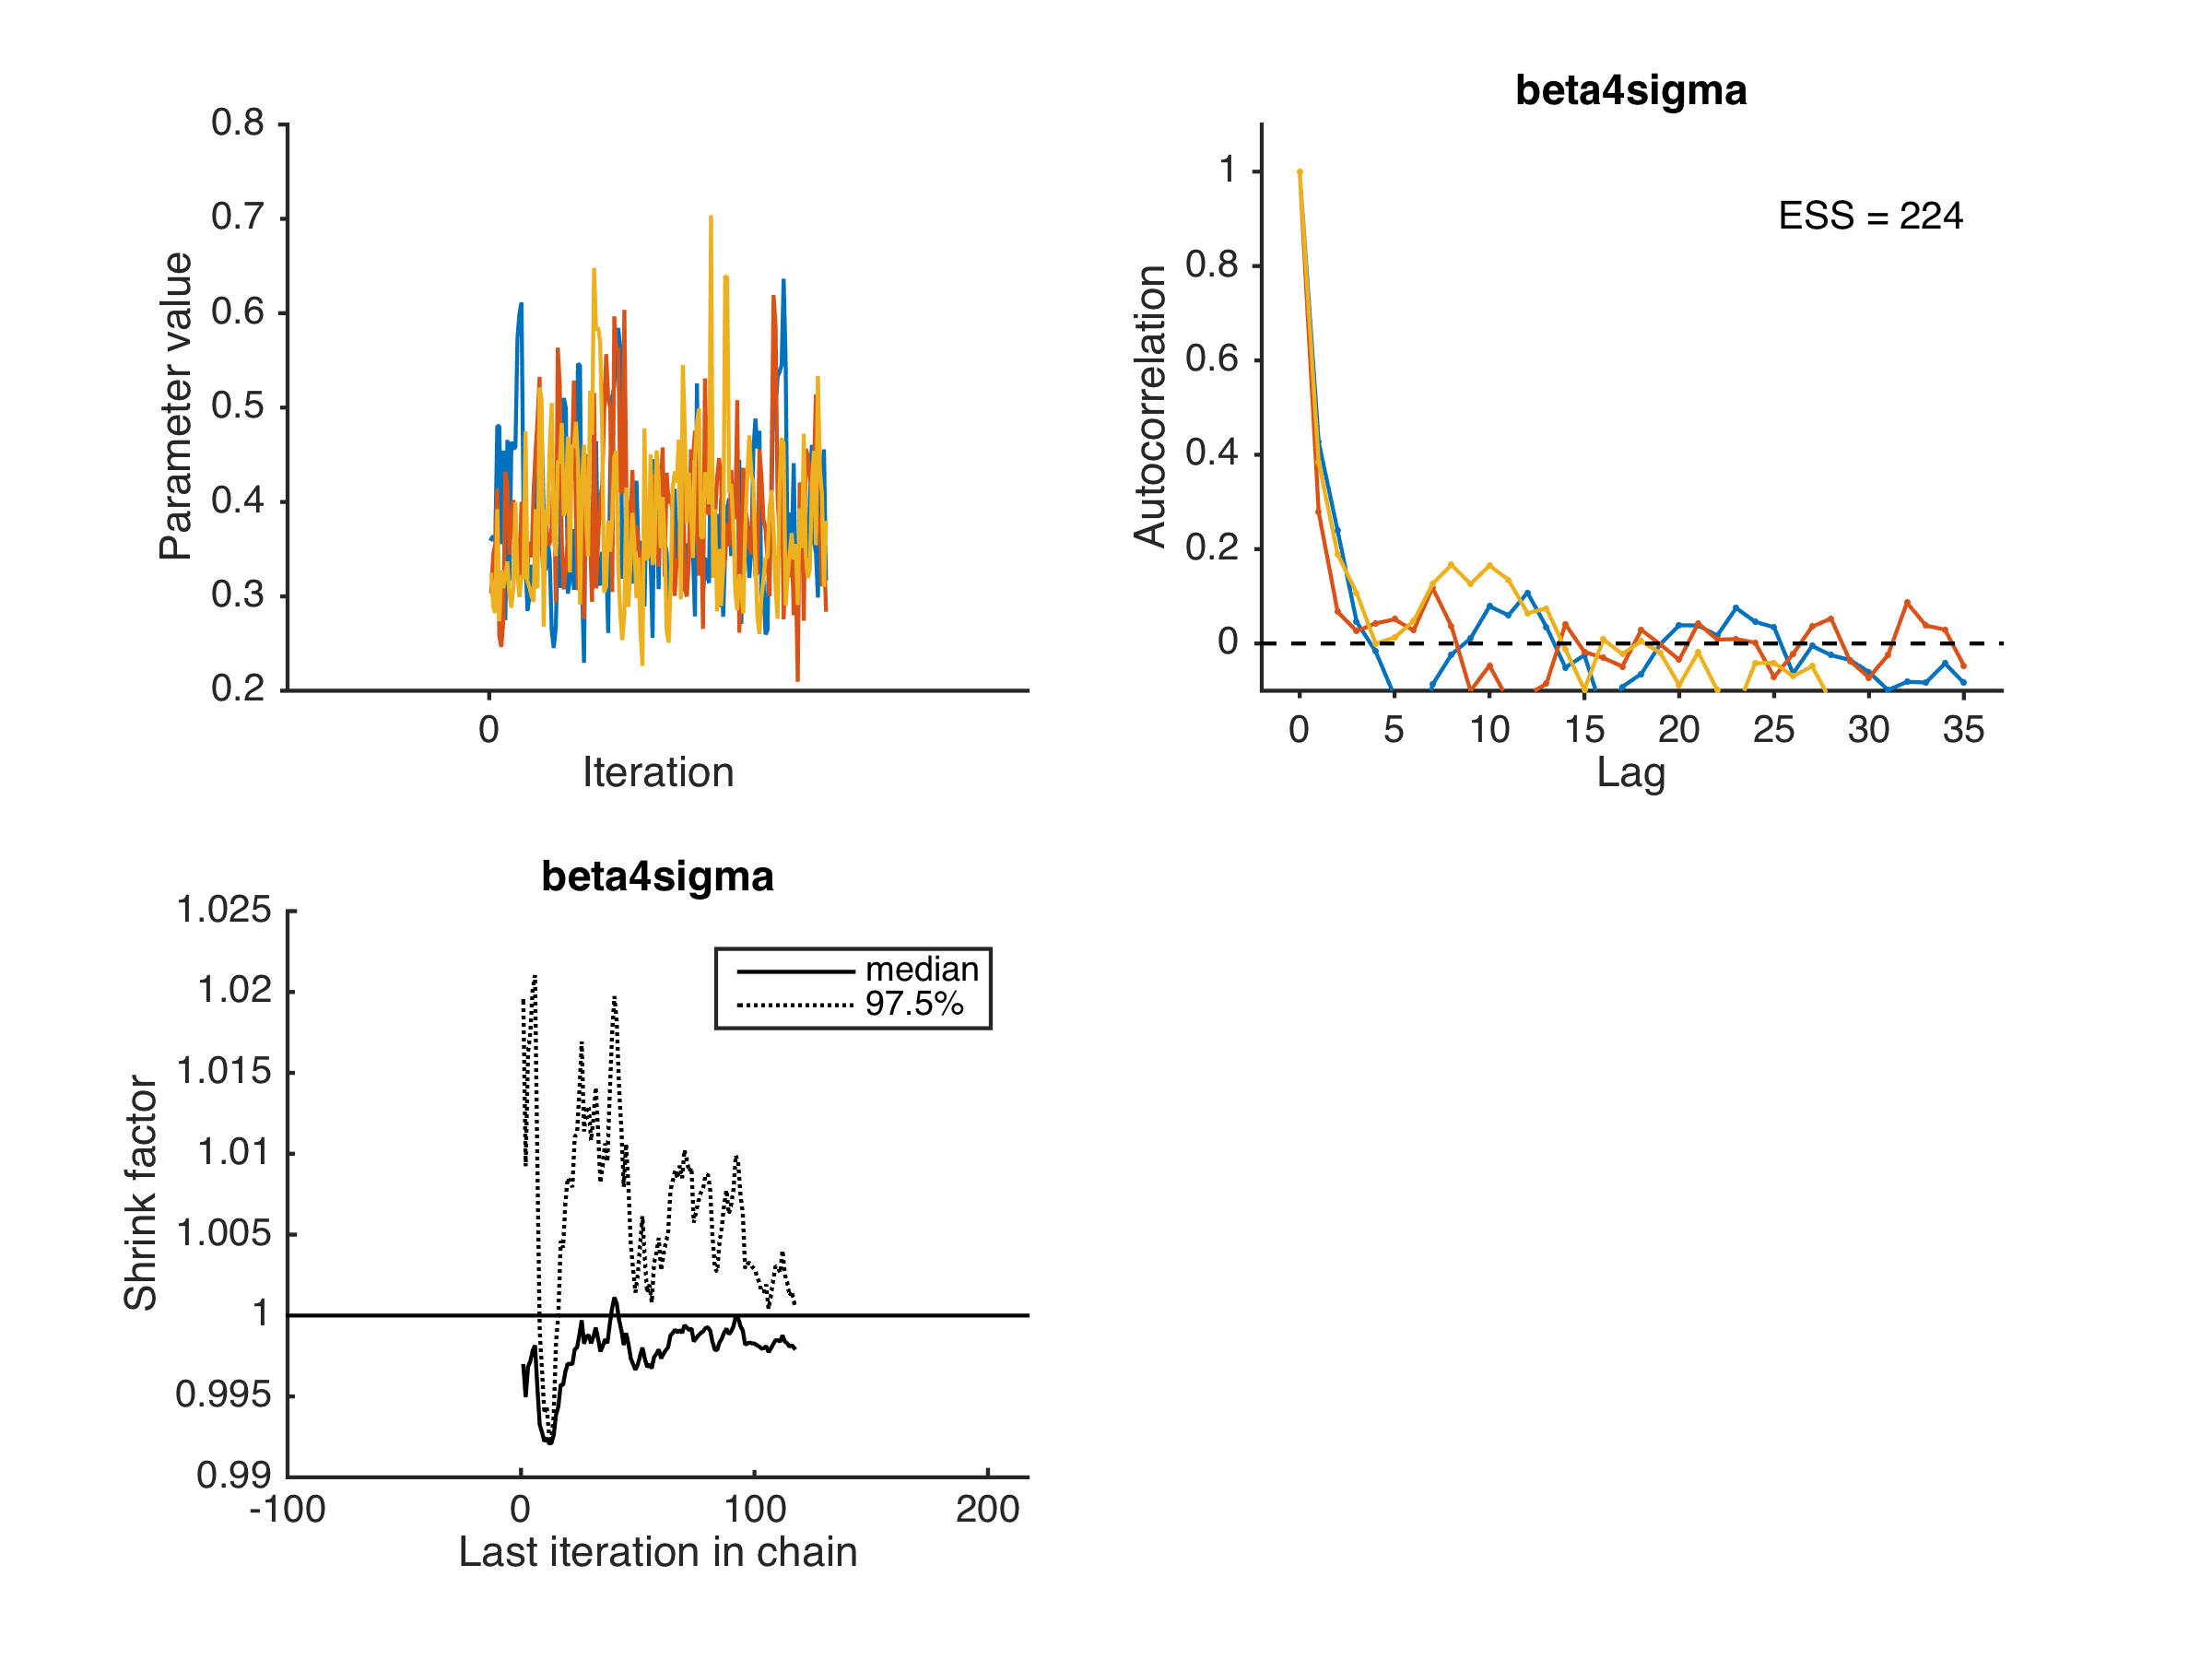 0.8
0.7
0.6
0.5
0.4
0.3
0.2
Parameter value
0
Iteration
beta4sigma
ESS = 224
1
0.8
0.6
0.4
0.2
0
Autocorrelation
0 5 10 15 20 25 30 35
Lag
beta4sigma
median
97.5%
1.025
1.02
1.015
1.01
1.005
1
0.995
0.99
Shrink factor
-100 0 100 200
Last iteration in chain